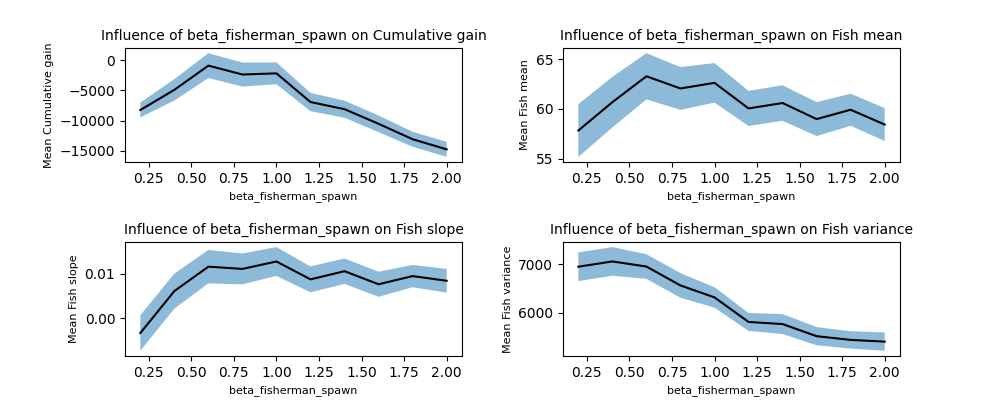 Influence of beta_fisherman_spawn on Cumulative gain
Mean Cumulative gain
0
−5000
−10000
−15000
0.25 0.50 0.75 1.00 1.25 1.50 1.75 2.00
beta_fisherman_spawn
Influence of beta_fisherman_spawn on Fish mean
Mean Fish mean
65
60
55
0.25 0.50 0.75 1.00 1.25 1.50 1.75 2.00
beta_fisherman_spawn
Influence of beta_fisherman_spawn on Fish slope
Mean Fish slope
0.01
0.00
0.25 0.50 0.75 1.00 1.25 1.50 1.75 2.00
beta_fisherman_spawn
Influence of beta_fisherman_spawn on Fish variance
Mean Fish variance
7000
6000
0.25 0.50 0.75 1.00 1.25 1.50 1.75 2.00
beta_fisherman_spawn